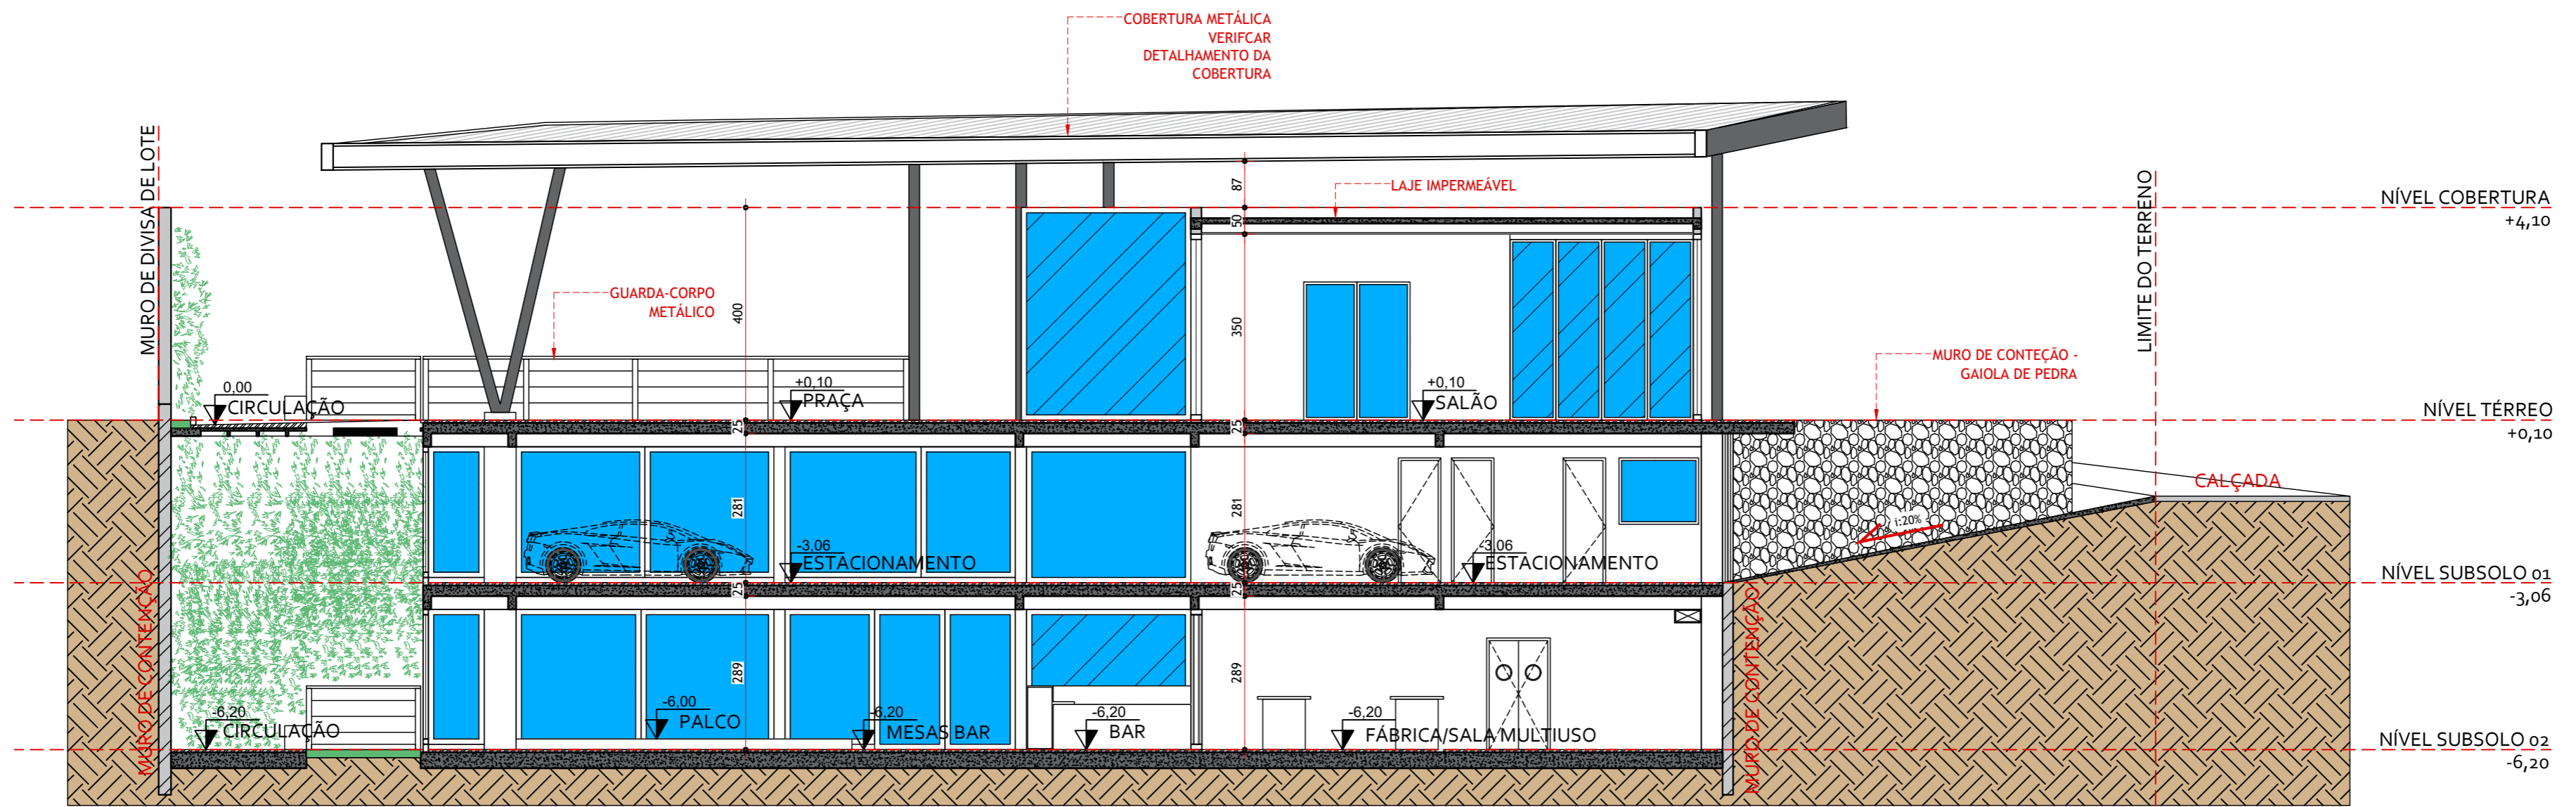 COBERTURA METÁLICA
VERIFCAR
DETALHAMENTO DA
COBERTURA
MURO DE DIVISA DE LOTE
LIMITE DO TERRENO
87
LAJE IMPERMEÁVEL
NÍVEL COBERTURA
+4,10
50
GUARDA-CORPO
METÁLICO
400
350
MURO DE CONTEÇÃO -
GAIOLA DE PEDRA
0,00
CIRCULAÇÃO
+0,10
PRAÇA
+0,10
SALÃO
NÍVEL TÉRREO
+0,10
25
25
CALÇADA
281
281
i:20%
-3,06
ESTACIONAMENTO
-3,06
ESTACIONAMENTO
NÍVEL SUBSOLO 01
-3,06
25
25
MURO DE CONTENÇÃO
MURO DE CONTENÇÃO
289
289
-6,20
CIRCULAÇÃO
-6,00
PALCO
-6,20
MESAS BAR
-6,20
BAR
-6,20
FÁBRICA/SALA MULTIUSO
NÍVEL SUBSOLO 02
-6,20